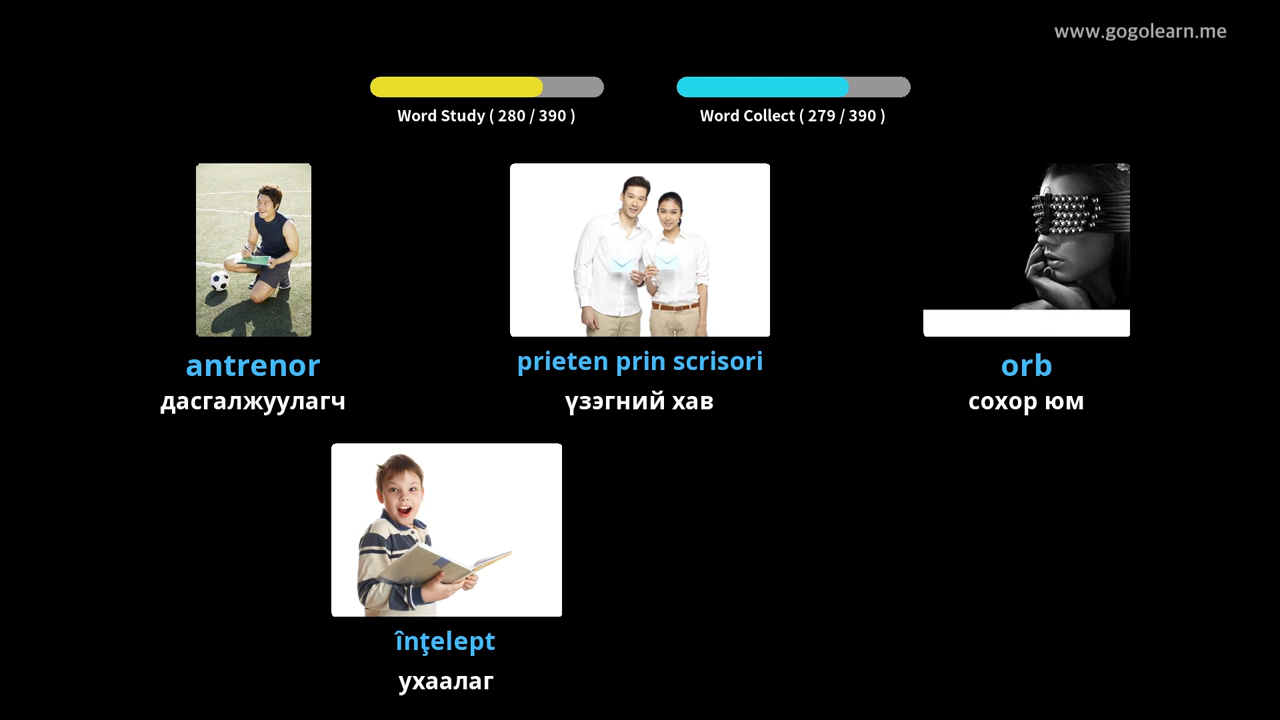 www.gogolearn.me
Word Study ( 280 / 390 )
Word Collect ( 279 / 390 )
antrenor
дасгалжуулагч
prieten prin scrisori
үзэгний хав
orb
сохор юм
înţelept
ухаалаг